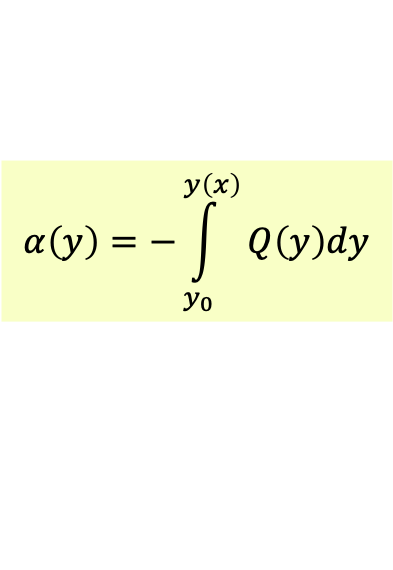 α(y) = − ∫_{y₀}^{y(x)} Q(y)dy